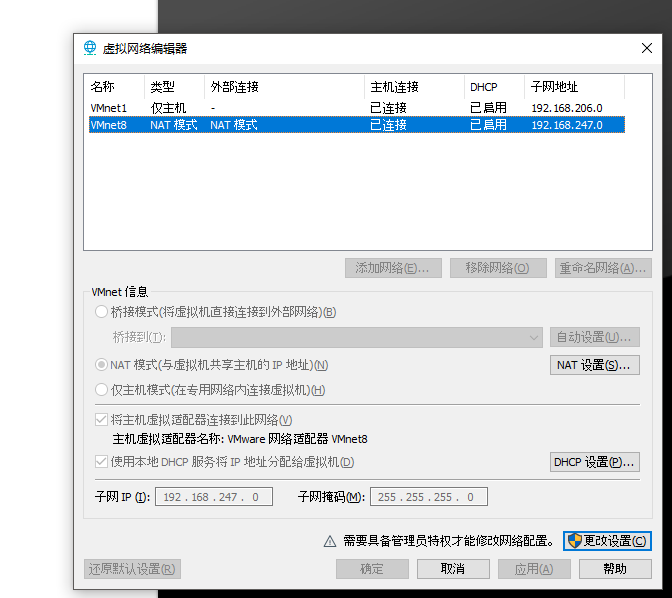 虚拟网络编辑器
名称 类型 外部连接 主机连接 DHCP 子网地址
VMnet1 仅主机 - 已连接 已启用 192.168.206.0
VMnet8 NAT 模式 NAT 模式 已连接 已启用 192.168.247.0
添加网络(E)... 移除网络(O) 重命名网络(A)...
VMnet 信息
桥接模式(将虚拟机直接连接到外部网络)(B)
桥接到(T): 自动设置(U)...
NAT 模式(与虚拟机共享主机的 IP 地址)(N) NAT 设置(S)...
仅主机模式(在专用网络内连接虚拟机)(H)
将主机虚拟适配器连接到此网络(V)
主机虚拟适配器名称: VMware 网络适配器 VMnet8
使用本地 DHCP 服务将 IP 地址分配给虚拟机(D) DHCP 设置(P)...
子网 IP (I): 192 . 168 . 247 . 0 子网掩码(M): 255 . 255 . 255 . 0
需要具备管理员特权才能修改网络配置。 更改设置(C)
还原默认设置(R) 确定 取消 应用(A) 帮助